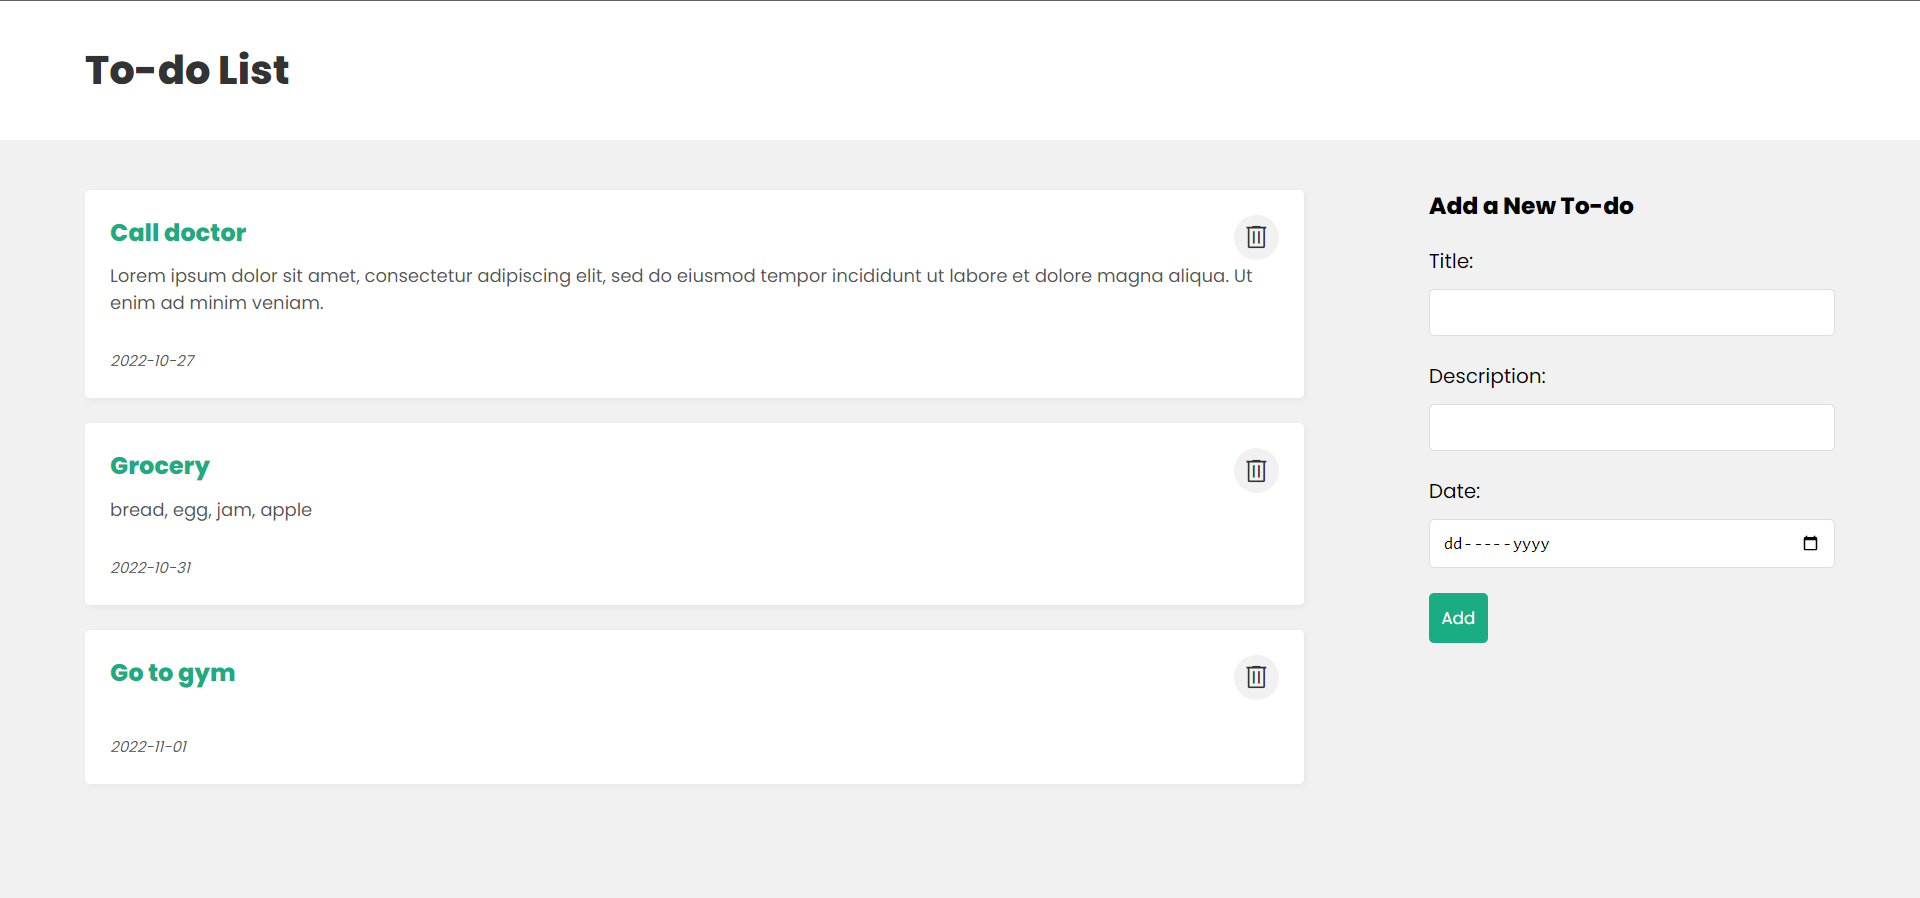 To-do List
Call doctor
Lorem ipsum dolor sit amet, consectetur adipiscing elit, sed do eiusmod tempor incididunt ut labore et dolore magna aliqua. Ut
enim ad minim veniam.
2022-10-27
Grocery
bread, egg, jam, apple
2022-10-31
Go to gym
2022-11-01
Add a New To-do
Title:
Description:
Date:
dd-----yyyy
Add